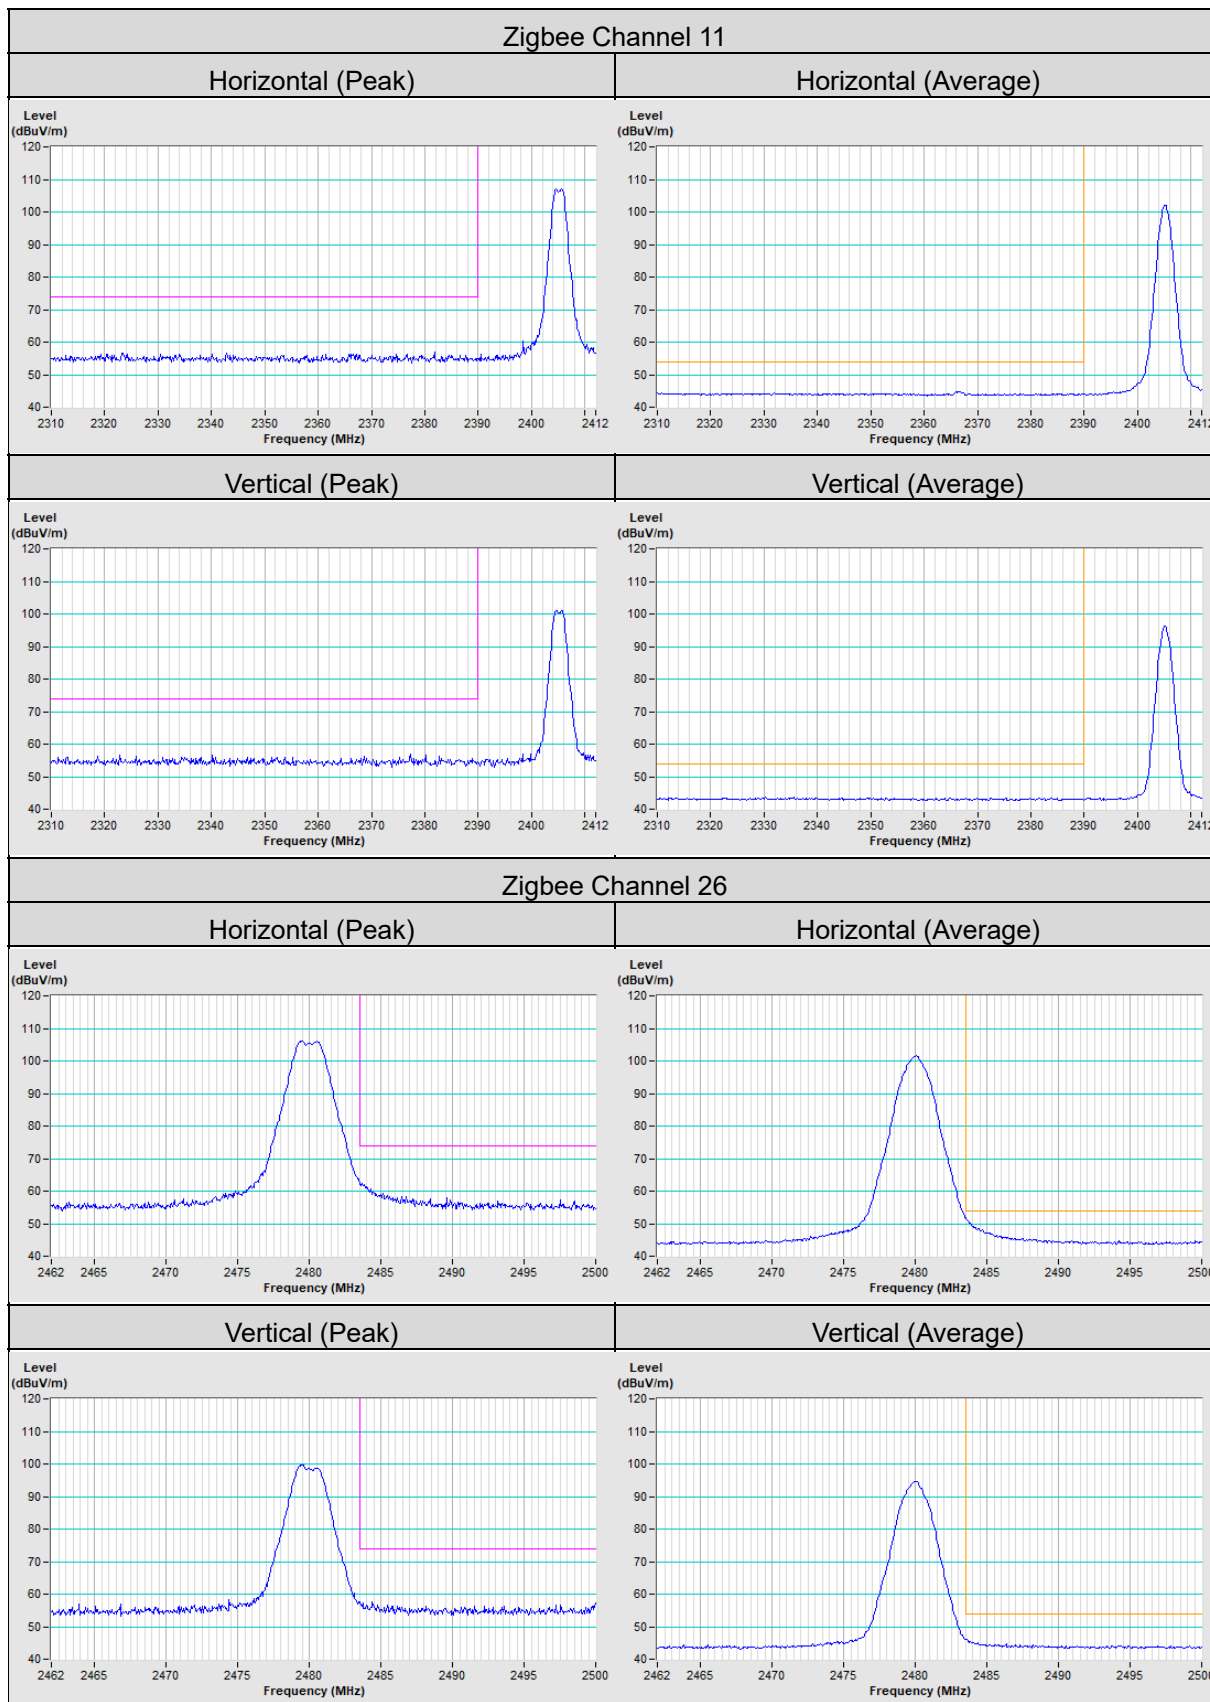 Zigbee Channel 11
Horizontal (Peak) Horizontal (Average)
Level Level
(dBuV/m) (dBuV/m)
120 120
110 110
100 100
90 90
80 80
70 70
60 60
50 50
40 40
2310 2320 2330 2340 2350 2360 2370 2380 2390 2400 2412 2310 2320 2330 2340 2350 2360 2370 2380 2390 2400 2412
Frequency (MHz) Frequency (MHz)
Vertical (Peak) Vertical (Average)
Level Level
(dBuV/m) (dBuV/m)
120 120
110 110
100 100
90 90
80 80
70 70
60 60
50 50
40 40
2310 2320 2330 2340 2350 2360 2370 2380 2390 2400 2412 2310 2320 2330 2340 2350 2360 2370 2380 2390 2400 2412
Frequency (MHz) Frequency (MHz)
Zigbee Channel 26
Horizontal (Peak) Horizontal (Average)
Level Level
(dBuV/m) (dBuV/m)
120 120
110 110
100 100
90 90
80 80
70 70
60 60
50 50
40 40
2462 2465 2470 2475 2480 2485 2490 2495 2500 2462 2465 2470 2475 2480 2485 2490 2495 2500
Frequency (MHz) Frequency (MHz)
Vertical (Peak) Vertical (Average)
Level Level
(dBuV/m) (dBuV/m)
120 120
110 110
100 100
90 90
80 80
70 70
60 60
50 50
40 40
2462 2465 2470 2475 2480 2485 2490 2495 2500 2462 2465 2470 2475 2480 2485 2490 2495 2500
Frequency (MHz) Frequency (MHz)